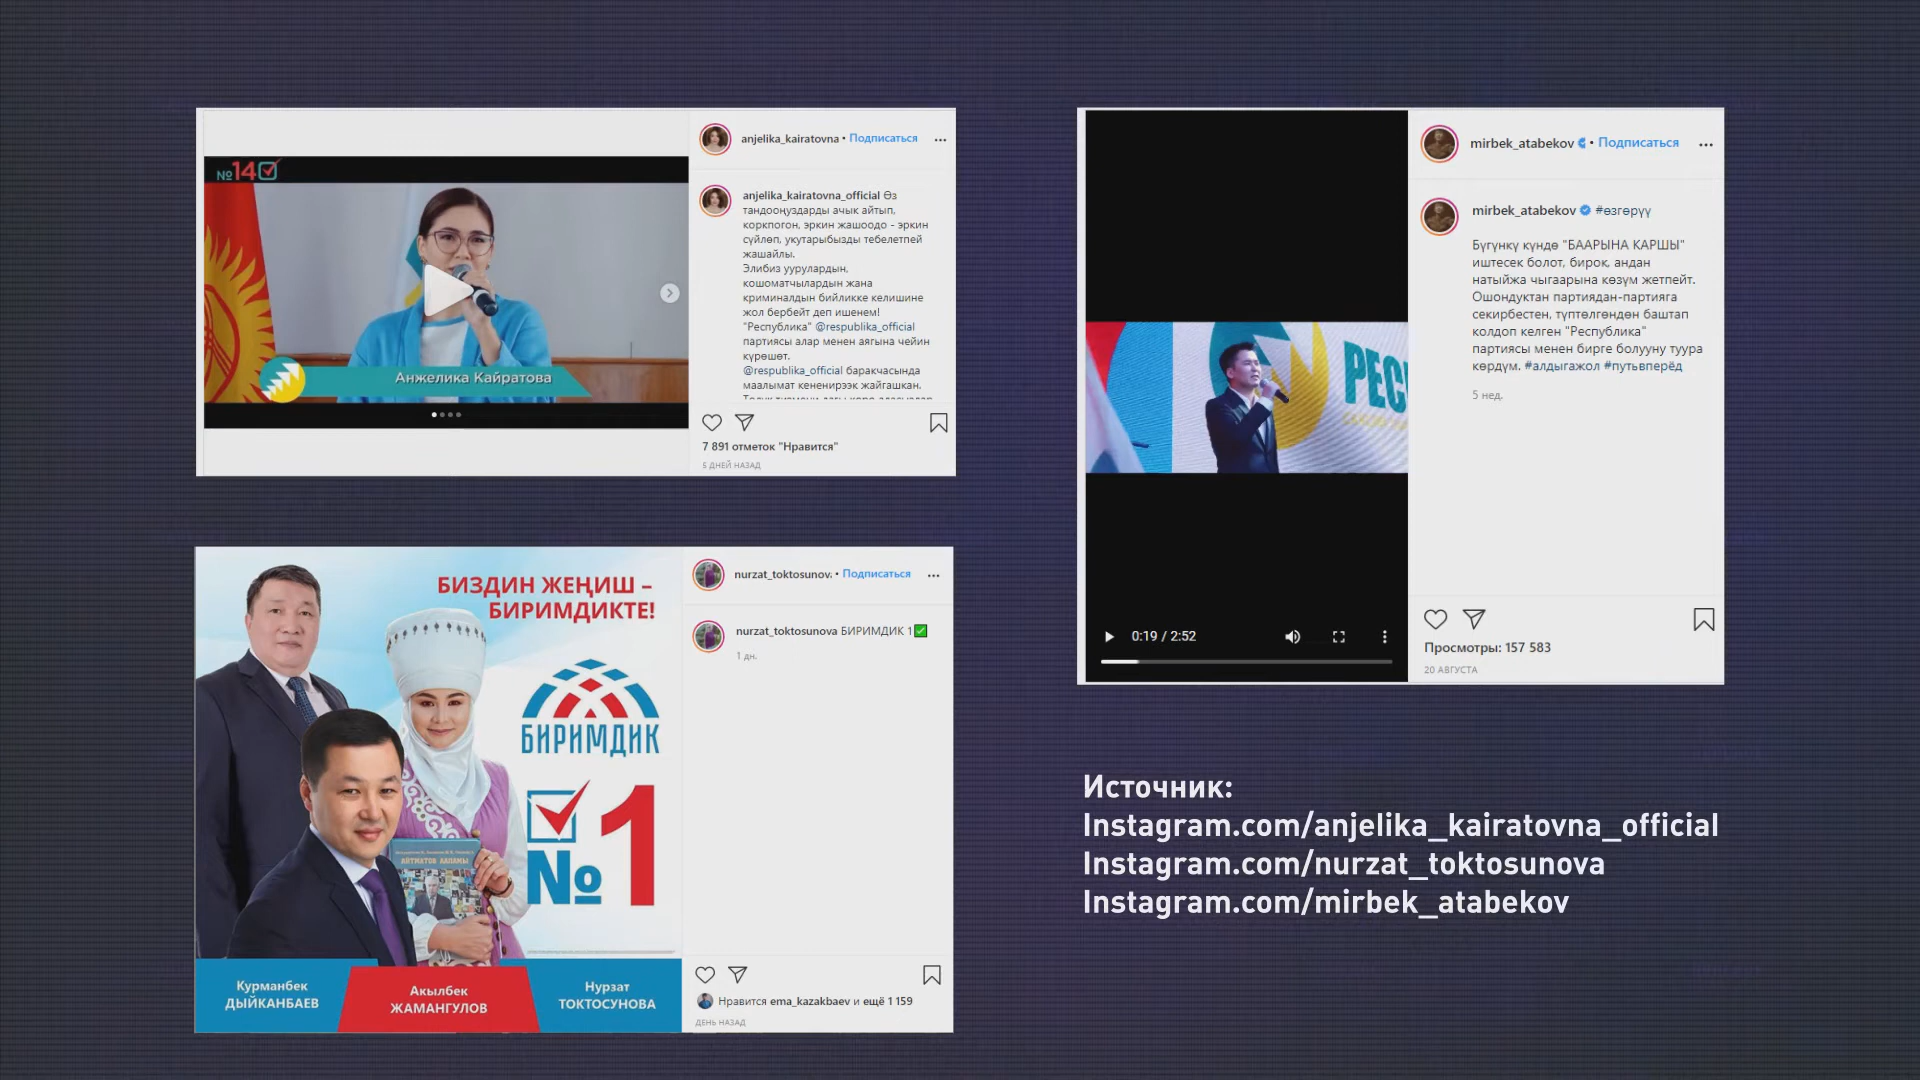 №14
Анжелика Кайратова
anjelika_kairatovna • Подписаться
anjelika_kairatovna_official Өз
тандооңуздарды ачык айтып,
коркпогон, эркин жашоодо - эркин
сүйлөп, укутарыбызды тебелетпей
жашайлы.
Элибиз уурулардын,
кошоматчылардын жана
криминалдын бийликке келишине
жол бербейт деп ишенем!
"Республика" @respublika_official
партиясы алар менен аягына чейин
күрөшөт.
@respublika_official баракчасында
маалымат кененирээк жайгашкан.
7 891 отметок "Нравится"
5 ДНЕЙ НАЗАД
РЕС
mirbek_atabekov • Подписаться
mirbek_atabekov #өзгөрүү
Бүгүнкү күндө "БААРЫНА КАРШЫ"
иштесек болот, бирок, андан
натыйжа чыгаарына көзүм жетпейт.
Ошондуктан партиядан-партияга
секирбестен, түптөлгөндөн баштап
колдоп келген "Республика"
партиясы менен бирге болууну туура
көрдүм. #алдыгажол #путьвперёд
5 нед.
0:19 / 2:52
Просмотры: 157 583
20 АВГУСТА
БИЗДИН ЖЕҢИШ –
БИРИМДИКТЕ!
БИРИМДИК
№1
АЙТМАТОВ ААЛАМЫ
Курманбек
ДЫЙКАНБАЕВ
Акылбек
ЖАМАНГУЛОВ
Нурзат
ТОКТОСУНОВА
nurzat_toktosunov. • Подписаться
nurzat_toktosunova БИРИМДИК 1✅
1 дн.
Нравится ema_kazakbaev и ещё 1 159
ДЕНЬ НАЗАД
Источник:
Instagram.com/anjelika_kairatovna_official
Instagram.com/nurzat_toktosunova
Instagram.com/mirbek_atabekov